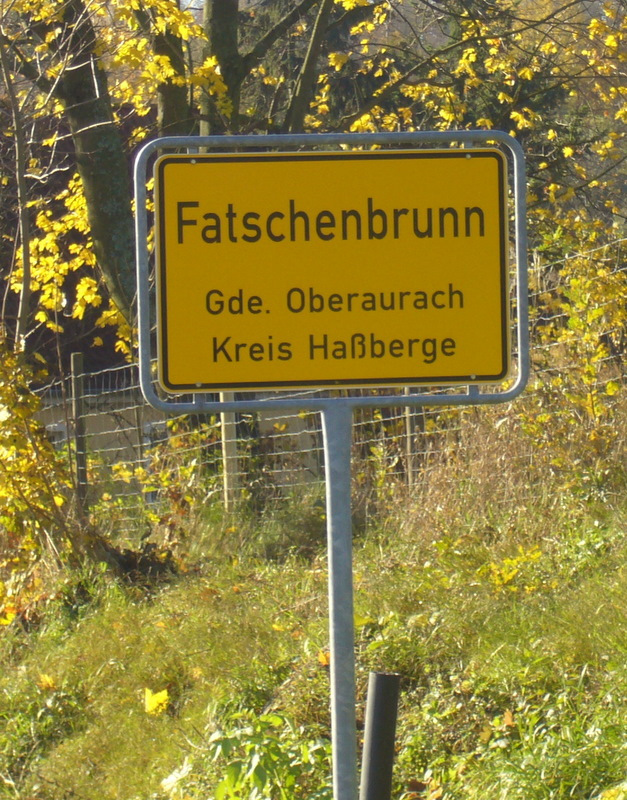 Fatschenbrunn
Gde. Oberaurach
Kreis Haßberge